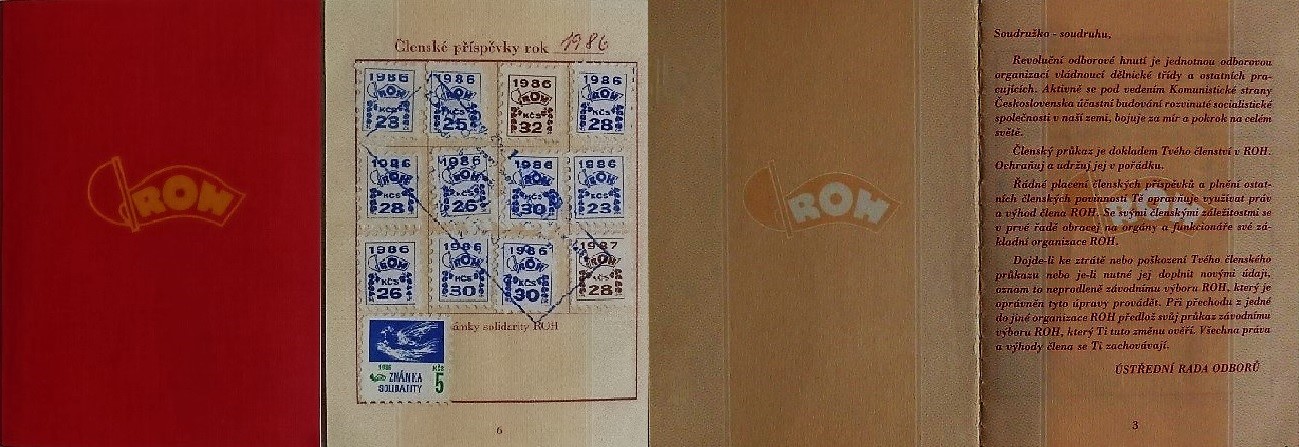 ROH
Členské příspěvky rok 1986
1986 1986 1986 1986
ROH ROH ROH ROH
KČS KČS KČS KČS
23 25 32 28
1986 1986 1986 1986
ROH ROH ROH ROH
KČS
28 26 30 23
1986 1986 1986 1987
ROH ROH ROH ROH
KČS KČS KČS KČS
26 30 30 28
ámky solidarity ROH
1986 KČS
ZNÁMKA 5
SOLIDARITY
6
ROH
Soudružko - soudruhu,
Revoluční odborové hnutí je jednotnou odborovou
organizací vládnoucí dělnické třídy a ostatních pra-
cujících. Aktivně se pod vedením Komunistické strany
Československa účastní budování rozvinuté socialistické
společnosti v naší zemi, bojuje za mír a pokrok na celém
světě.
Členský průkaz je dokladem Tvého členství v ROH.
Ochraňuj a udržuj jej v pořádku.
Řádné placení členských příspěvků a plnění ostat-
ních členských povinností Tě opravňuje využívat práv
a výhod člena ROH. Se svými členskými záležitostmi se
v prvé řadě obracej na orgány a funkcionáře své zá-
kladní organizace ROH.
Dojde-li ke ztrátě nebo poškození Tvého členského
průkazu nebo je-li nutné jej doplnit novými údaji,
oznam to neprodleně závodnímu výboru ROH, který je
oprávněn tyto úpravy provádět. Při přechodu z jedné
do jiné organizace ROH předlož svůj průkaz závodnímu
výboru ROH, který Ti tuto změnu ověří. Všechna práva
a výhody člena se Ti zachovávají.
ÚSTŘEDNÍ RADA ODBORŮ
3